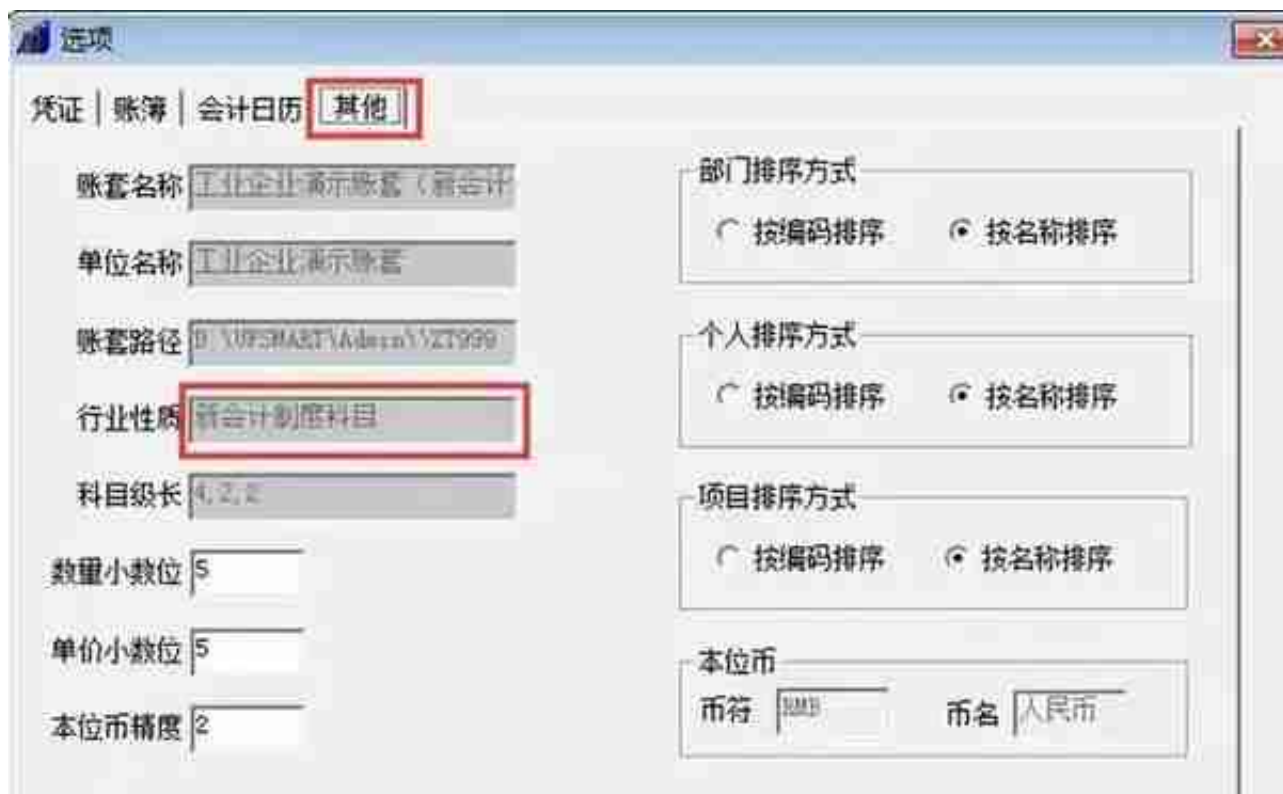 选项
凭证 账簿 会计日历 其他
账套名称 工业企业演示账套（新会计
单位名称 工业企业演示账套
账套路径 D:\UFSMART\Admin\\ZT999
行业性质 新会计制度科目
科目级长 4,2,2
数量小数位 5
单价小数位 5
本位币精度 2
部门排序方式
按编码排序 按名称排序
个人排序方式
按编码排序 按名称排序
项目排序方式
按编码排序 按名称排序
本位币
币符 RMB 币名 人民币